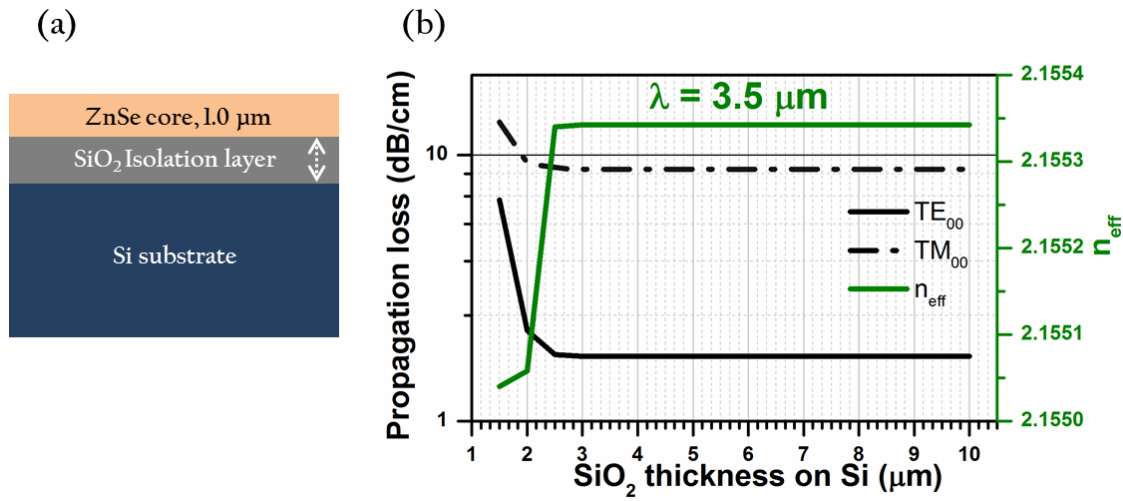 (a)
ZnSe core, 1.0 μm
SiO2 Isolation layer
Si substrate
(b)
λ = 3.5 μm
Propagation loss (dB/cm)
10
1
TE00
TM00
neff
2.1554
2.1553
2.1552
2.1551
2.1550
neff
1 2 3 4 5 6 7 8 9 10
SiO2 thickness on Si (μm)